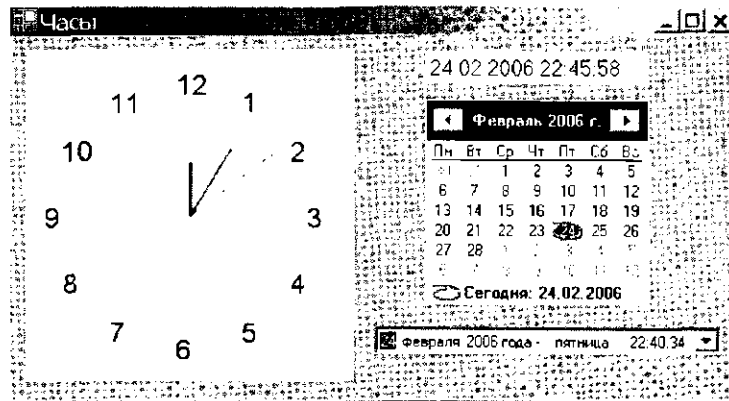 Часы
12
11 1
10 2
9 3
8 4
7 5
6
24 02 2006 22:45:58
Февраль 2006 г.
Пн Вт Ср Чт Пт Сб Вс
1 2 3 4 5
6 7 8 9 10 11 12
13 14 15 16 17 18 19
20 21 22 23 24 25 26
27 28 3 4
Сегодня: 24.02.2006
24 февраля 2006 года - пятница 22:40:34